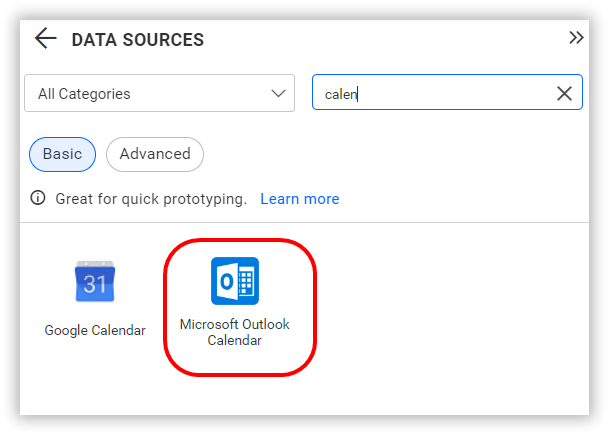 DATA SOURCES
All Categories
calen
Basic
Advanced
Great for quick prototyping. Learn more
31
Google Calendar
O
Microsoft Outlook
Calendar